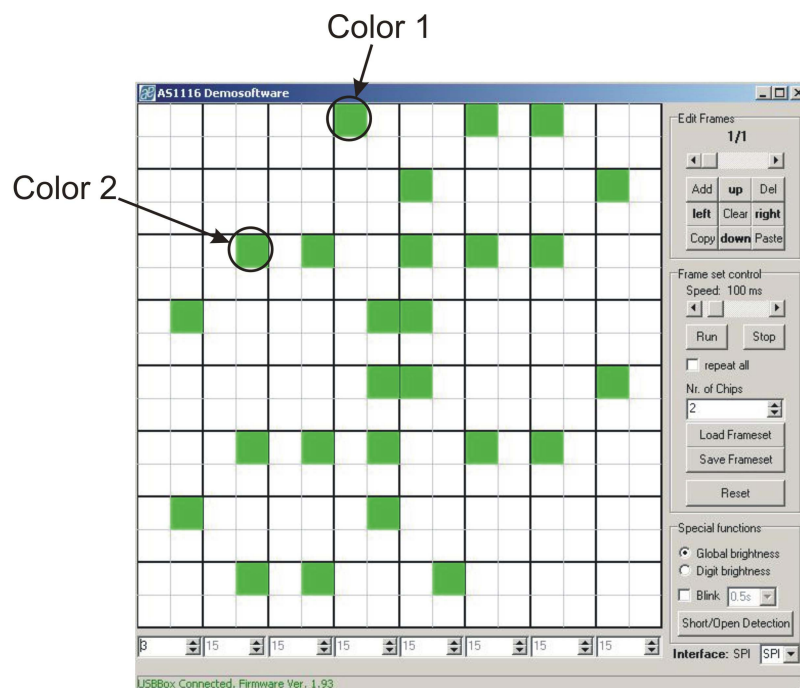 Color 1
AS1116 Demosoftware
Edit Frames
1/1
Add up Del
left Clear right
Copy down Paste
Color 2
Frame set control
Speed: 100 ms
Run Stop
repeat all
Nr. of Chips
2
Load Frameset
Save Frameset
Reset
Special functions
Global brightness
Digit brightness
Blink 0.5s
Short/Open Detection
3 15 15 15 15 15 15 15
Interface: SPI SPI
USBBox Connected. Firmware Ver. 1.93